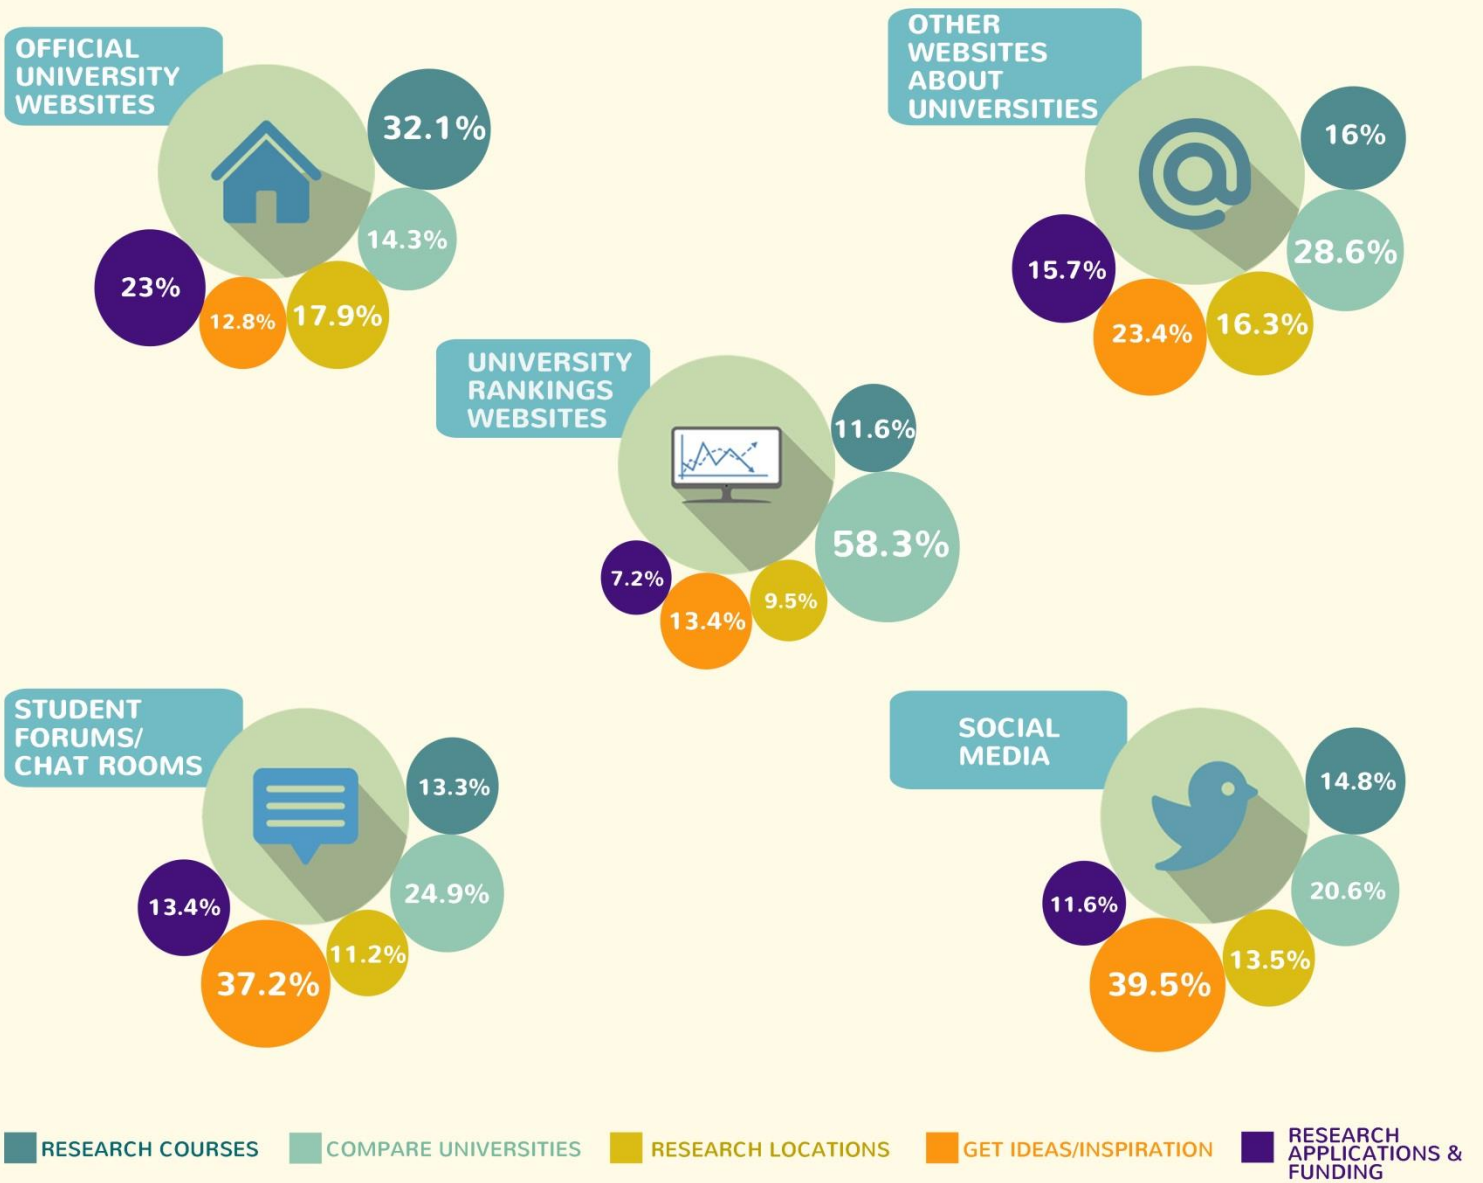 OFFICIAL
UNIVERSITY
WEBSITES
32.1%
14.3%
17.9%
12.8%
23%
OTHER
WEBSITES
ABOUT
UNIVERSITIES
16%
28.6%
16.3%
23.4%
15.7%
UNIVERSITY
RANKINGS
WEBSITES
11.6%
58.3%
9.5%
13.4%
7.2%
STUDENT
FORUMS/
CHAT ROOMS
13.3%
24.9%
11.2%
37.2%
13.4%
SOCIAL
MEDIA
14.8%
20.6%
13.5%
39.5%
11.6%
RESEARCH COURSES
COMPARE UNIVERSITIES
RESEARCH LOCATIONS
GET IDEAS/INSPIRATION
RESEARCH
APPLICATIONS &
FUNDING